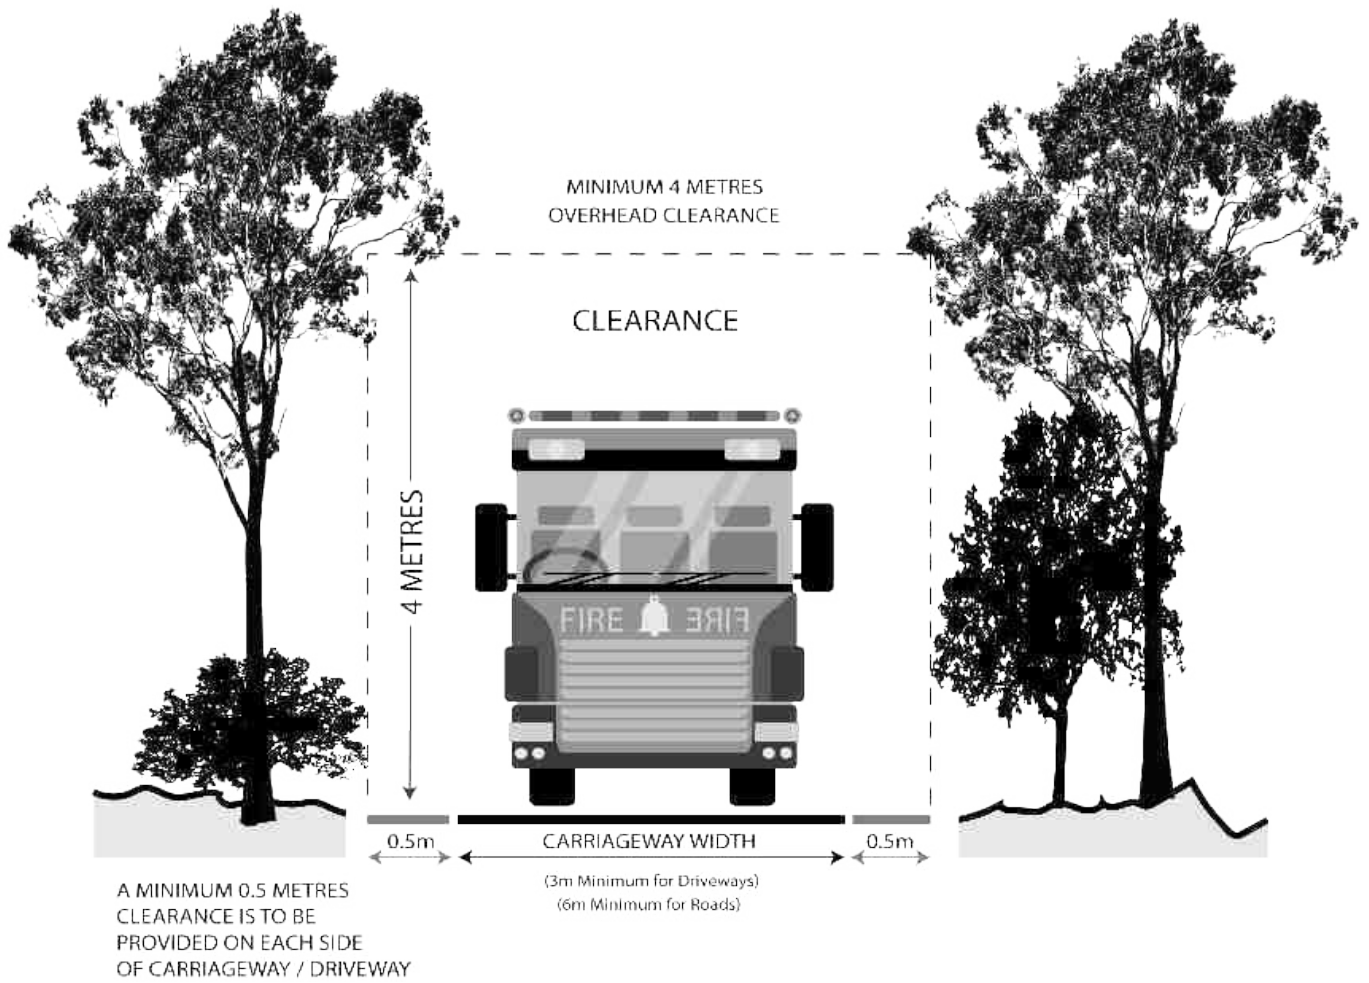 MINIMUM 4 METRES
OVERHEAD CLEARANCE
CLEARANCE
4 METRES
FIRE FIRE
0.5m
CARRIAGEWAY WIDTH
0.5m
(3m Minimum for Driveways)
(6m Minimum for Roads)
A MINIMUM 0.5 METRES
CLEARANCE IS TO BE
PROVIDED ON EACH SIDE
OF CARRIAGEWAY / DRIVEWAY